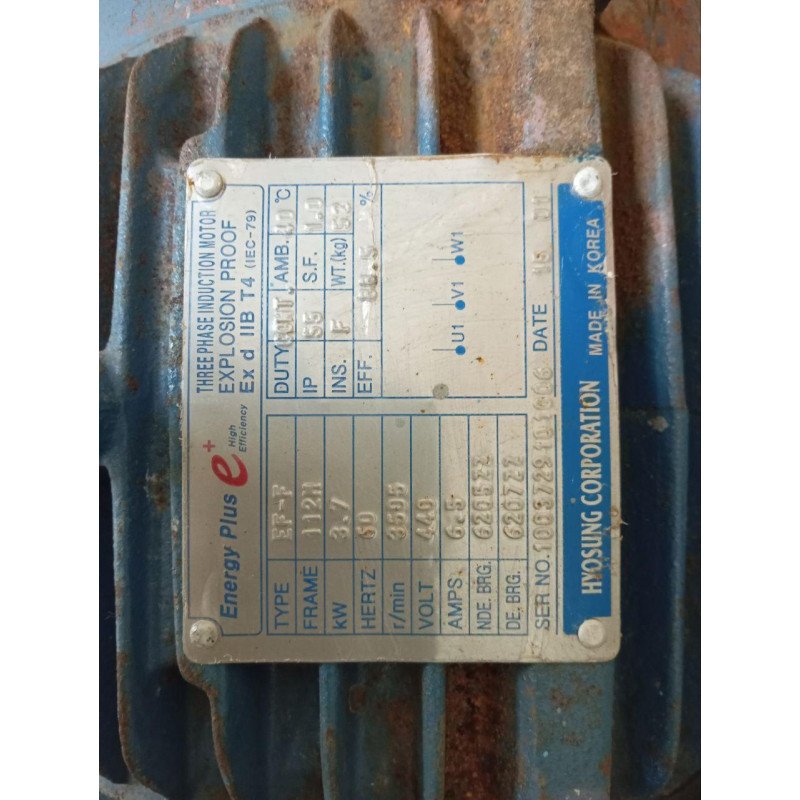 Energy Plus e+ High Efficiency
THREE PHASE INDUCTION MOTOR
EXPLOSION PROOF
Ex d IIB T4 (IEC-79)
TYPE EF-F DUTY CONT. AMB. 40 °C
FRAME 112M IP 55 S.F. 1.0
kW 3.7 INS. F WT.(kg) 52
HERTZ 60 EFF. %
r/min 3505
VOLT 440
AMPS. 6.5
NDE. BRG. 6205ZZ
DE. BRG. 6207ZZ
U1 V1 W1
SER NO. DATE 01
HYOSUNG CORPORATION MADE IN KOREA